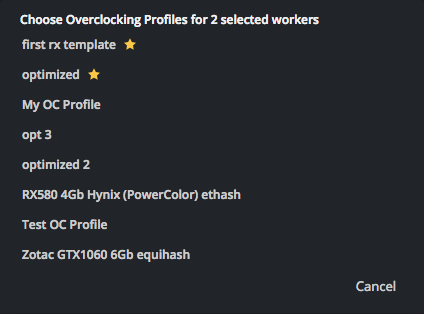 Choose Overclocking Profiles for 2 selected workers
first rx template
optimized
My OC Profile
opt 3
optimized 2
RX580 4Gb Hynix (PowerColor) ethash
Test OC Profile
Zotac GTX1060 6Gb equihash
Cancel